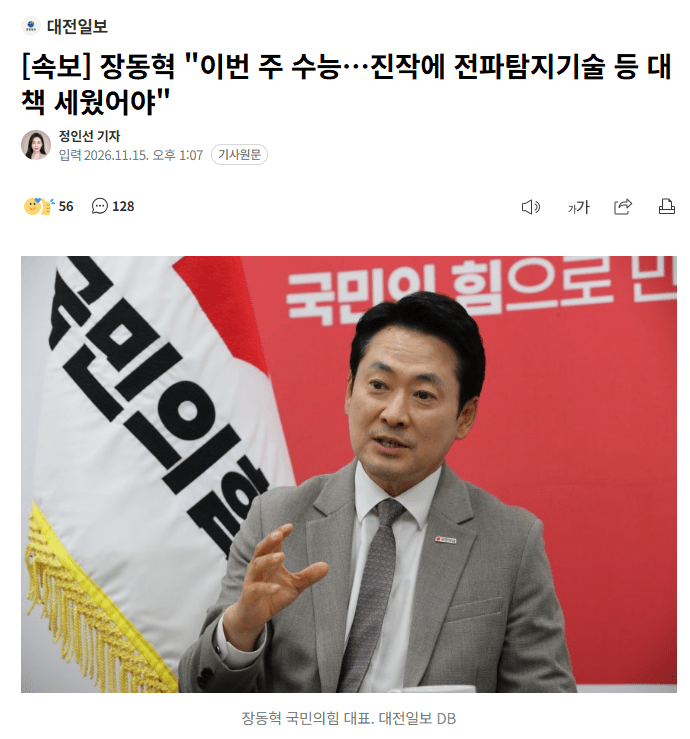 대전일보
[속보] 장동혁 "이번 주 수능…진작에 전파탐지기술 등 대
책 세웠어야"
정인선 기자
입력 2026.11.15. 오후 1:07 기사원문
56 128 가가
국민의힘으로
국민의힘
장동혁 국민의힘 대표. 대전일보 DB